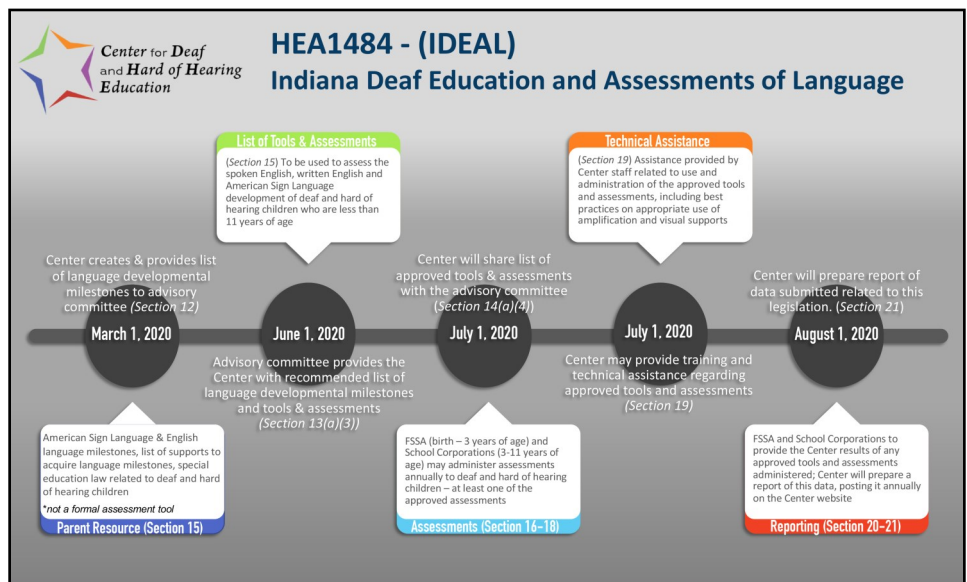 Center for Deaf
and Hard of Hearing
Education
HEA1484 - (IDEAL)
Indiana Deaf Education and Assessments of Language
List of Tools & Assessments
(Section 15) To be used to assess the
spoken English, written English and
American Sign Language
development of deaf and hard of
hearing children who are less than
11 years of age
Technical Assistance
(Section 19) Assistance provided by
Center staff related to use and
administration of the approved tools
and assessments, including best
practices on appropriate use of
amplification and visual supports
Center creates & provides list
of language developmental
milestones to advisory
committee (Section 12)
March 1, 2020
June 1, 2020
Advisory committee provides the
Center with recommended list of
language developmental milestones
and tools & assessments
(Section 13(a)(3))
Center will share list of
approved tools & assessments
with the advisory committee
(Section 14(a)(4))
July 1, 2020
July 1, 2020
Center may provide training and
technical assistance regarding
approved tools and assessments
(Section 19)
Center will prepare report of
data submitted related to this
legislation. (Section 21)
August 1, 2020
American Sign Language & English
language milestones, list of supports to
acquire language milestones, special
education law related to deaf and hard
of hearing children
*not a formal assessment tool
Parent Resource (Section 15)
FSSA (birth – 3 years of age) and
School Corporations (3-11 years of
age) may administer assessments
annually to deaf and hard of hearing
children – at least one of the
approved assessments
Assessments (Section 16-18)
FSSA and School Corporations to
provide the Center results of any
approved tools and assessments
administered; Center will prepare a
report of this data, posting it annually
on the Center website
Reporting (Section 20-21)